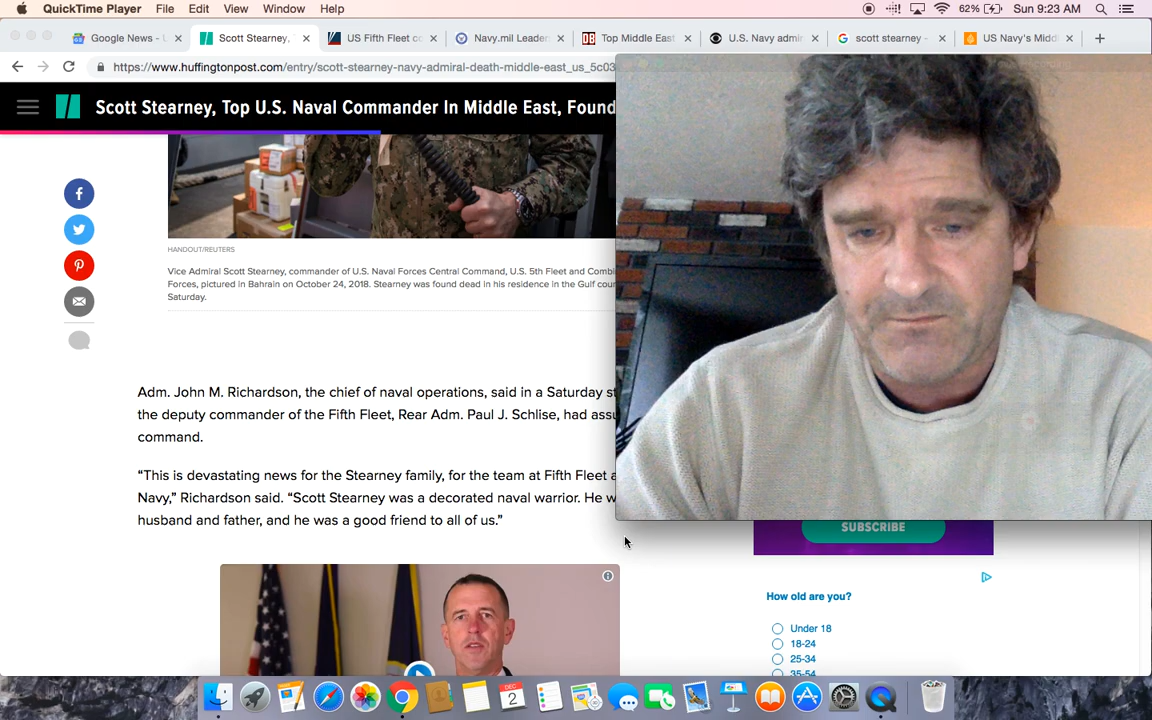 QuickTime Player File Edit View Window Help 62% Sun 9:23 AM
Google News - Scott Stearney, US Fifth Fleet co Navy.mil Leader Top Middle East U.S. Navy admir scott stearney - US Navy's Midd
https://www.huffingtonpost.com/entry/scott-stearney-navy-admiral-death-middle-east_us_5c03
Scott Stearney, Top U.S. Naval Commander In Middle East, Found
HANDOUT/REUTERS
Vice Admiral Scott Stearney, commander of U.S. Naval Forces Central Command, U.S. 5th Fleet and Combi
Forces, pictured in Bahrain on October 24, 2018. Stearney was found dead in his residence in the Gulf cou
Saturday.
Adm. John M. Richardson, the chief of naval operations, said in a Saturday st
the deputy commander of the Fifth Fleet, Rear Adm. Paul J. Schlise, had assu
command.
“This is devastating news for the Stearney family, for the team at Fifth Fleet a
Navy,” Richardson said. “Scott Stearney was a decorated naval warrior. He w
husband and father, and he was a good friend to all of us.”
SUBSCRIBE
How old are you?
Under 18
18-24
25-34
35-54
DEC
2